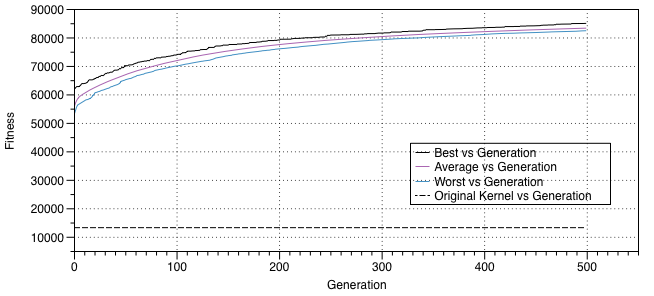 90000
80000
70000
60000
50000
40000
30000
20000
10000
Fitness
Best vs Generation
Average vs Generation
Worst vs Generation
Original Kernel vs Generation
0 100 200 300 400 500
Generation